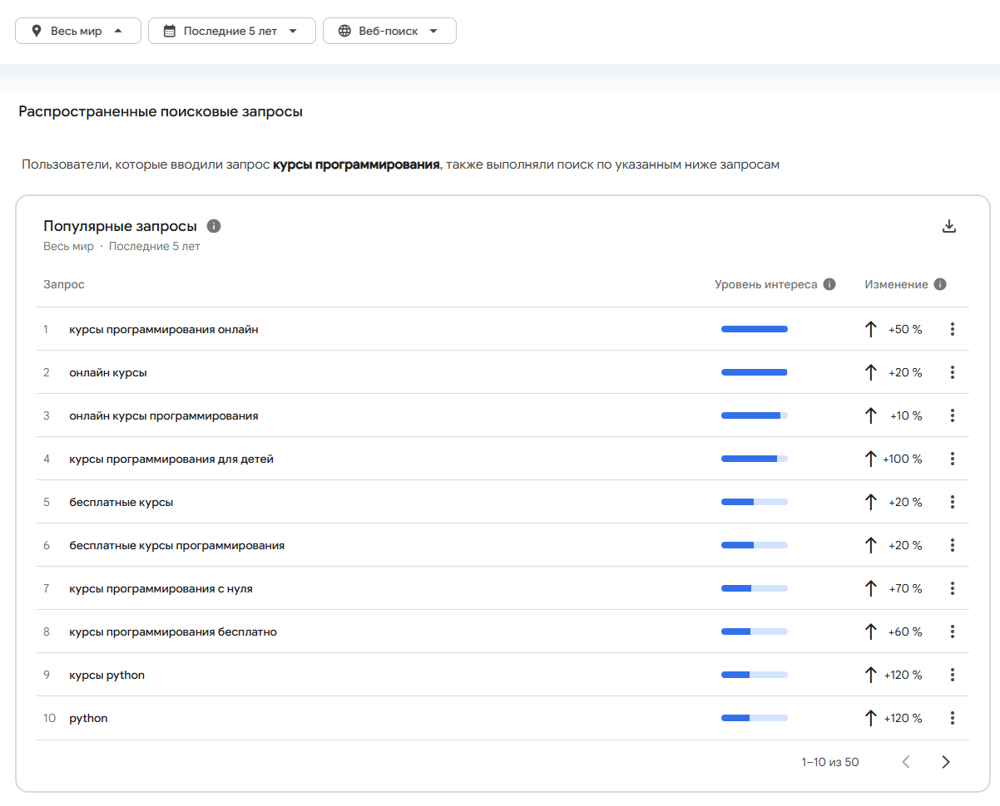 Весь мир Последние 5 лет Веб-поиск
Распространенные поисковые запросы
Пользователи, которые вводили запрос курсы программирования, также выполняли поиск по указанным ниже запросам
Популярные запросы
Весь мир · Последние 5 лет
Запрос Уровень интереса Изменение
1 курсы программирования онлайн +50 %
2 онлайн курсы +20 %
3 онлайн курсы программирования +10 %
4 курсы программирования для детей +100 %
5 бесплатные курсы +20 %
6 бесплатные курсы программирования +20 %
7 курсы программирования с нуля +70 %
8 курсы программирования бесплатно +60 %
9 курсы python +120 %
10 python +120 %
1–10 из 50